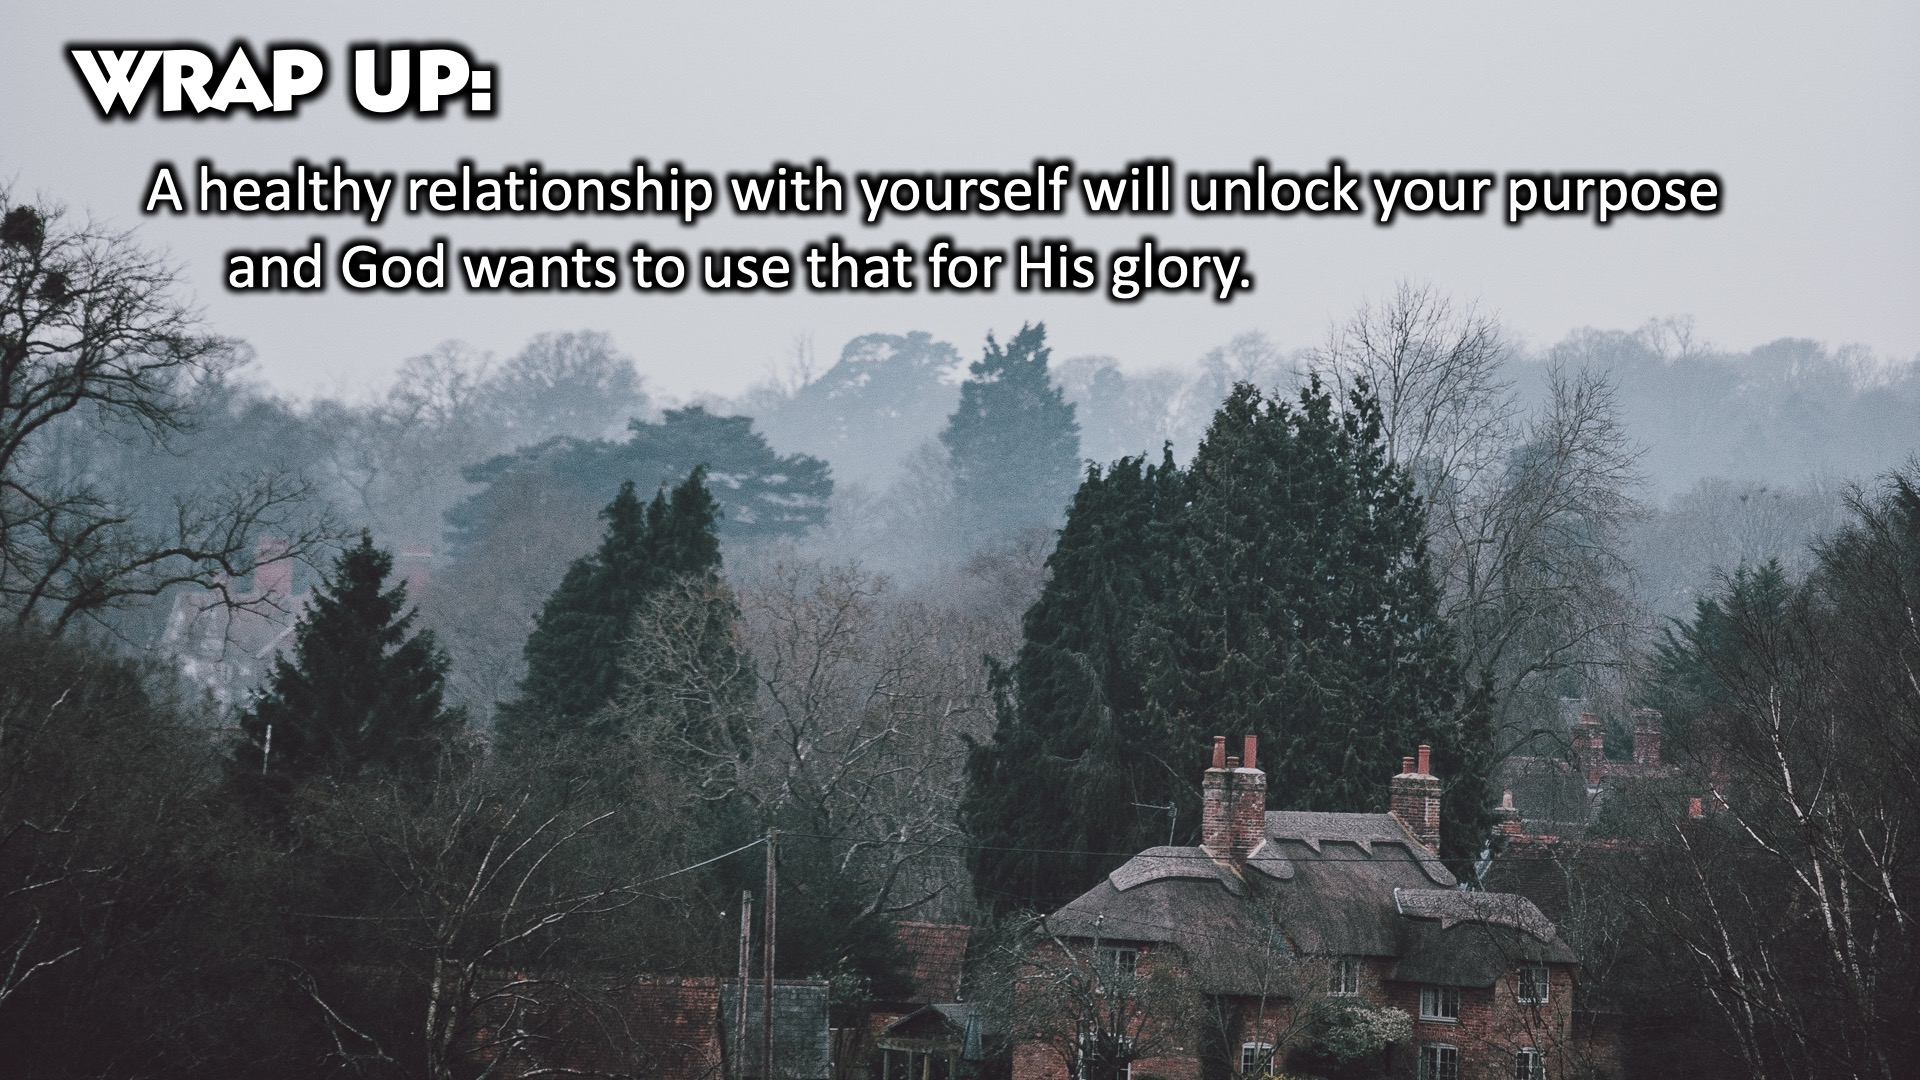 WRAP UP:
A healthy relationship with yourself will unlock your purpose
and God wants to use that for His glory.